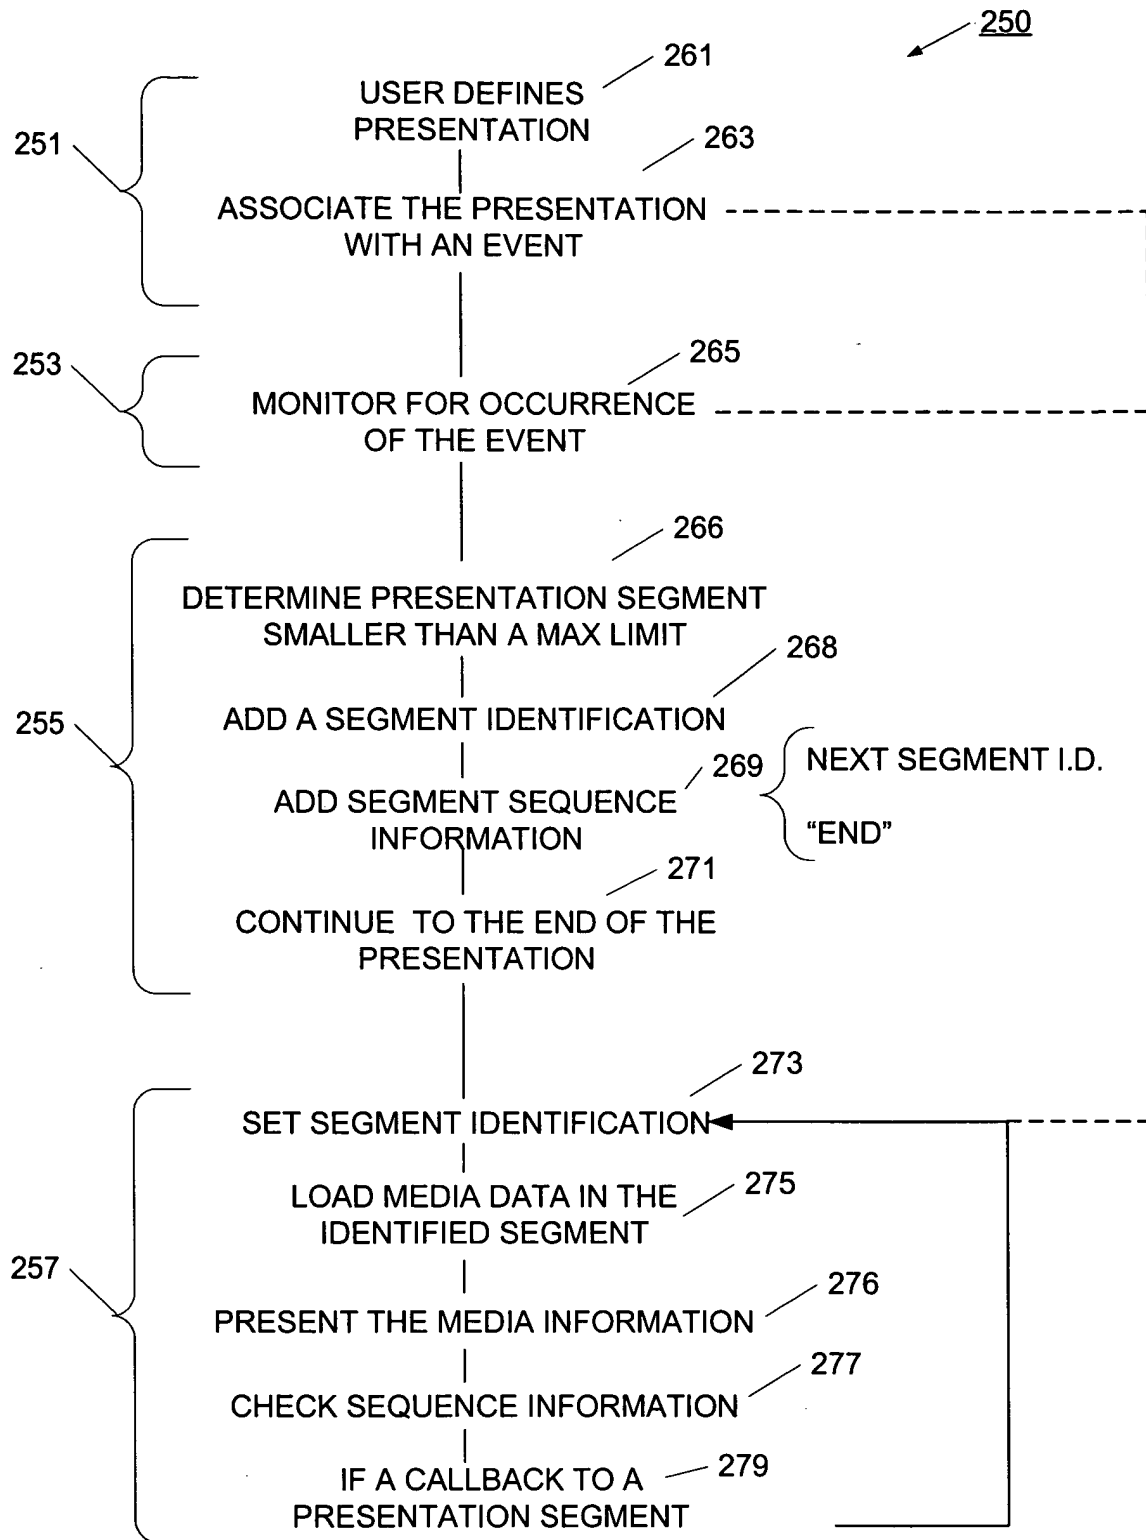 250
261
USER DEFINES
PRESENTATION
251
263
ASSOCIATE THE PRESENTATION
WITH AN EVENT
253
265
MONITOR FOR OCCURRENCE
OF THE EVENT
266
DETERMINE PRESENTATION SEGMENT
SMALLER THAN A MAX LIMIT
268
255
ADD A SEGMENT IDENTIFICATION
269
NEXT SEGMENT I.D.
ADD SEGMENT SEQUENCE
INFORMATION
“END”
271
CONTINUE TO THE END OF THE
PRESENTATION
273
SET SEGMENT IDENTIFICATION
275
LOAD MEDIA DATA IN THE
IDENTIFIED SEGMENT
257
276
PRESENT THE MEDIA INFORMATION
277
CHECK SEQUENCE INFORMATION
279
IF A CALLBACK TO A
PRESENTATION SEGMENT